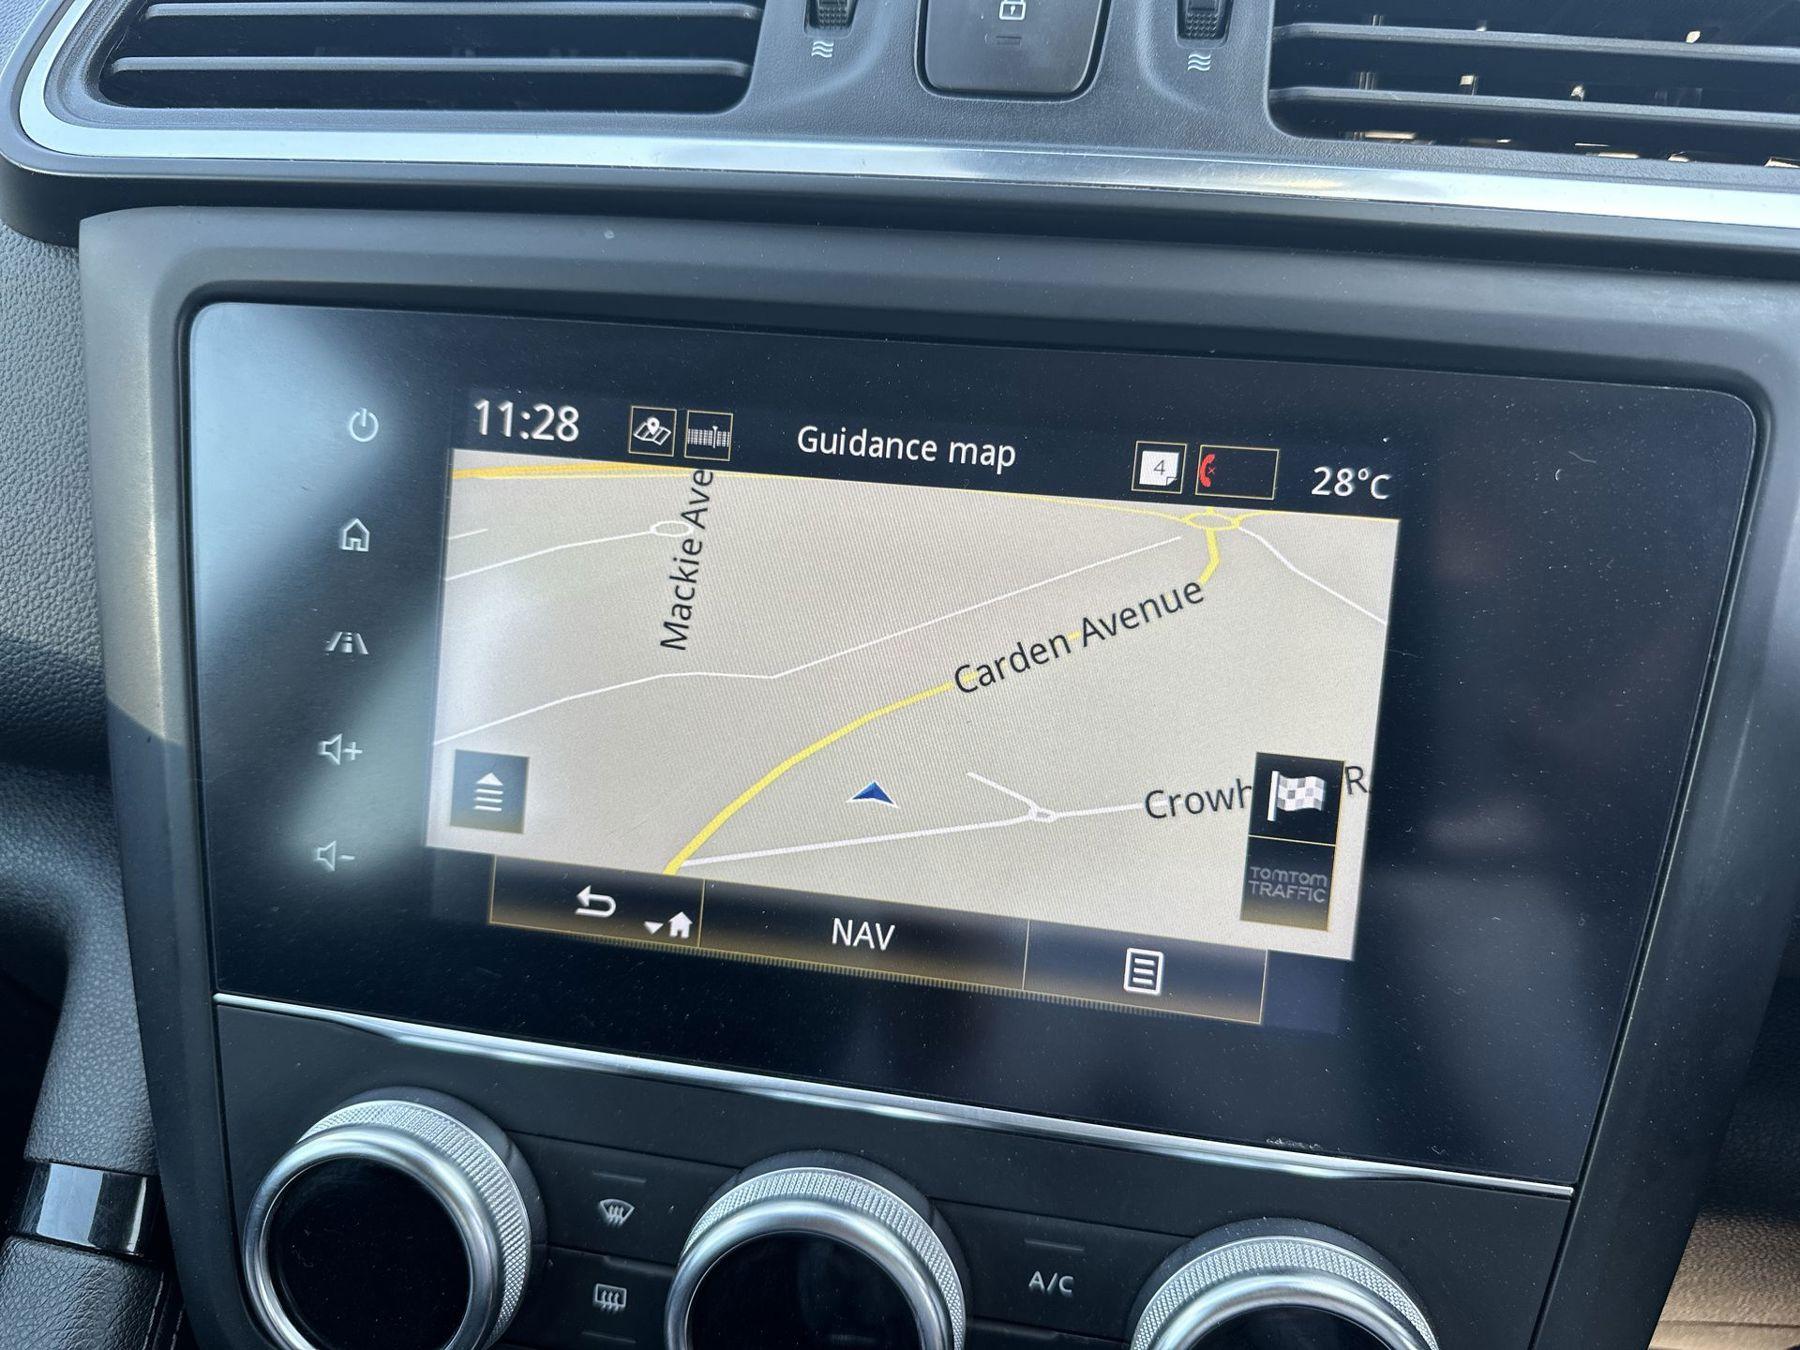 11:28
Guidance map
4
28°C
Mackie Ave
Carden Avenue
Crowh
R
TOMTOM
TRAFFIC
NAV
A/C